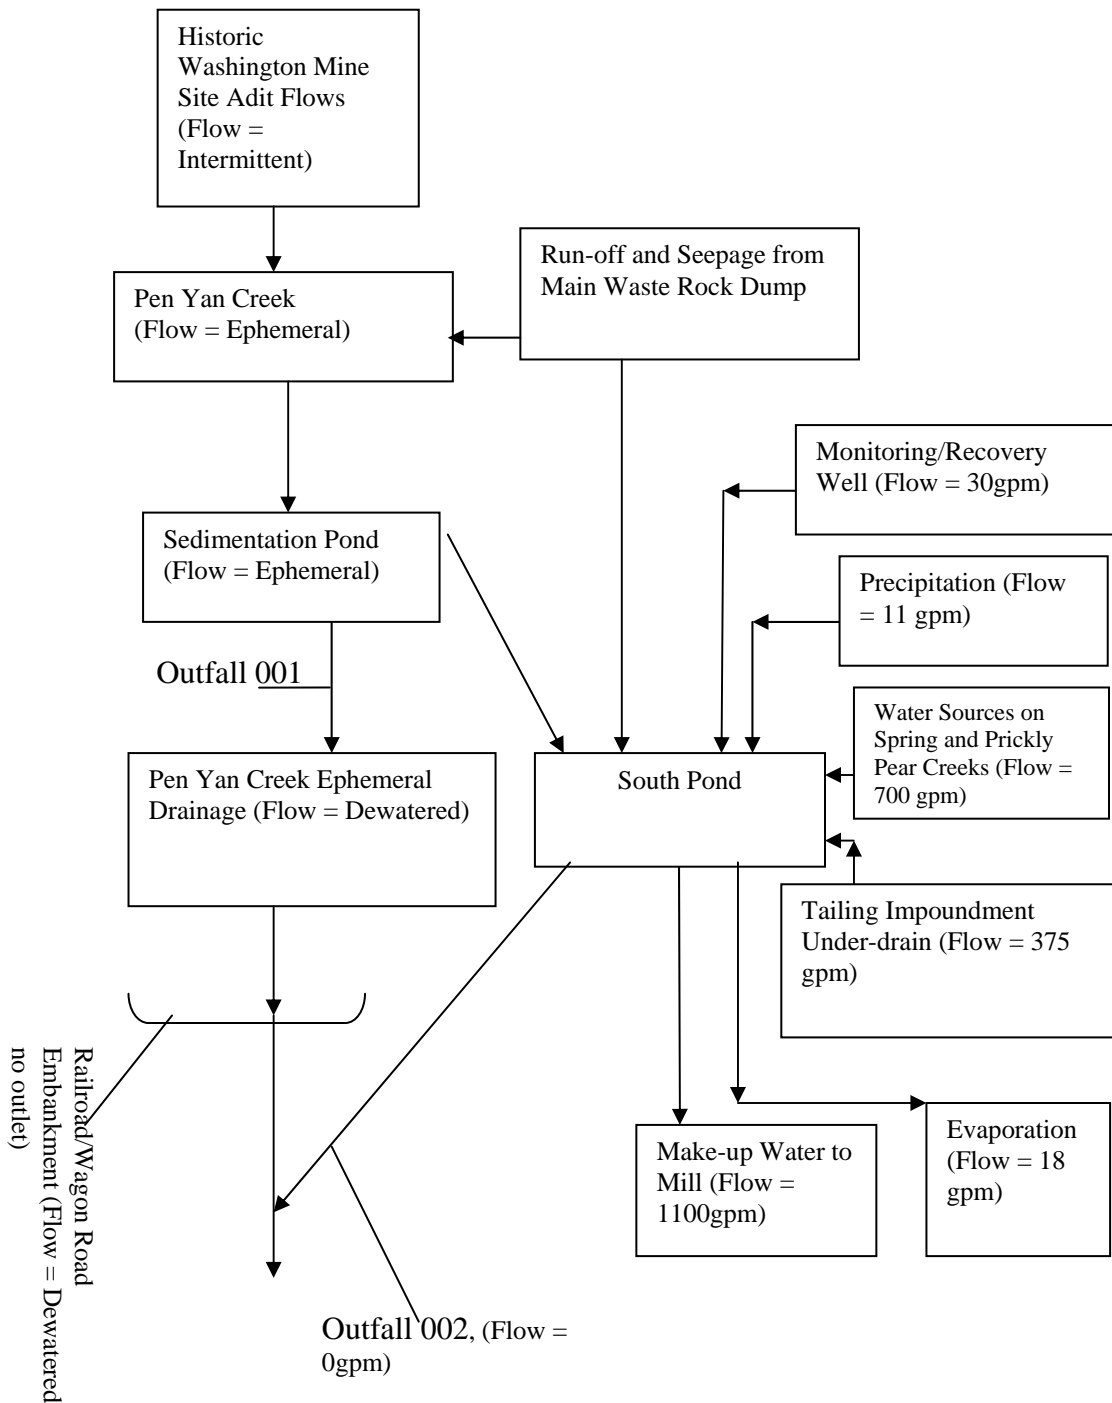 Historic
Washington Mine
Site Adit Flows
(Flow =
Intermittent)
Run-off and Seepage from
Main Waste Rock Dump
Pen Yan Creek
(Flow = Ephemeral)
Monitoring/Recovery
Well (Flow = 30gpm)
Sedimentation Pond
(Flow = Ephemeral)
Precipitation (Flow
= 11 gpm)
Outfall 001
Water Sources on
Spring and Prickly
Pear Creeks (Flow =
700 gpm)
Pen Yan Creek Ephemeral
Drainage (Flow = Dewatered)
South Pond
Tailing Impoundment
Under-drain (Flow = 375
gpm)
Railroad/Wagon Road
Embankment (Flow = Dewatered
no outlet)
Make-up Water to
Mill (Flow =
1100gpm)
Evaporation
(Flow = 18
gpm)
Outfall 002, (Flow =
0gpm)